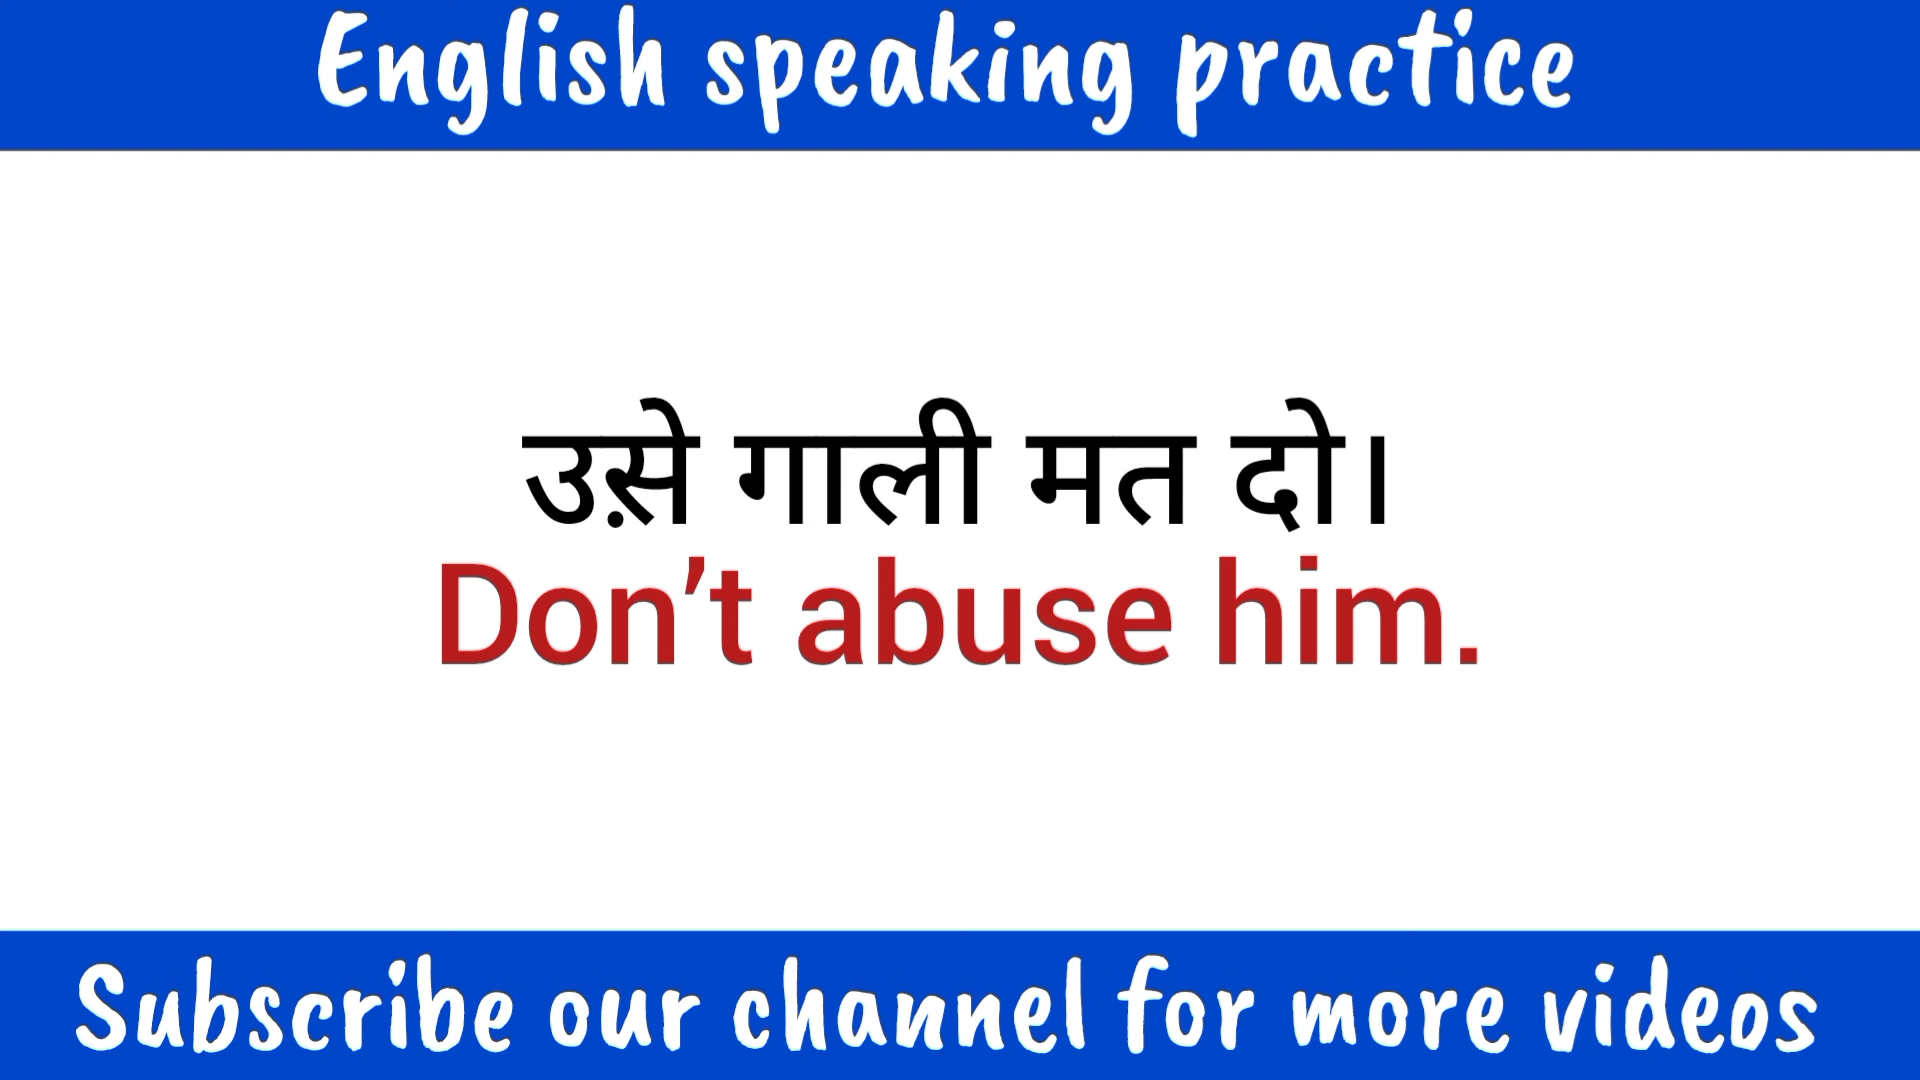 English speaking practice
उस़े गाली मत दो।
Don’t abuse him.
Subscribe our channel for more videos